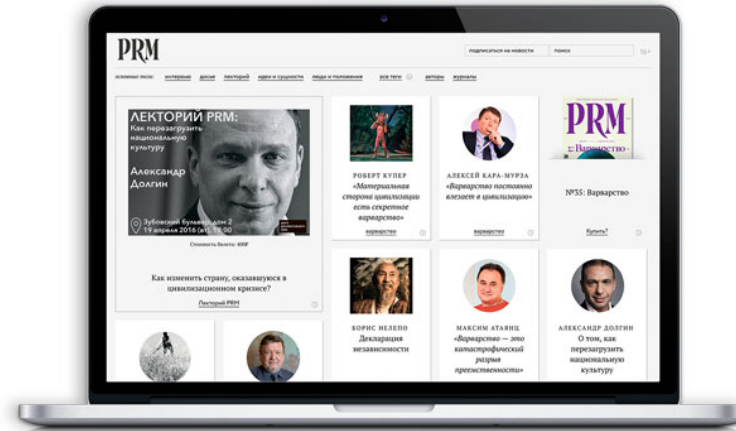 PRM
подписаться на новости
поиск
16+
основные теги:
интервью
досье
лекторий
идеи и сущности
люди и положения
все теги
авторы
журналы
ЛЕКТОРИЙ PRM:
Как перезагрузить
национальную
культуру
Александр
Долгин
Зубовский бульвар, дом 2
19 апреля 2016 (вт), 19:00
Стоимость билета: 400₽
Как изменить страну, оказавшуюся в
цивилизационном кризисе?
Лекторий PRM
РОБЕРТ КУПЕР
«Материальная
сторона цивилизации
есть секретное
варварство»
варварство
АЛЕКСЕЙ КАРА-МУРЗА
«Варварство постоянно
влезает в цивилизацию»
варварство
PRM
Варварство
№35: Варварство
Купить?
БОРИС НЕЛЕПО
Декларация
независимости
МАКСИМ АТАЯНЦ
«Варварство — это
катастрофический
разрыв
преемственности»
АЛЕКСАНДР ДОЛГИН
О том, как
перезагрузить
национальную
культуру